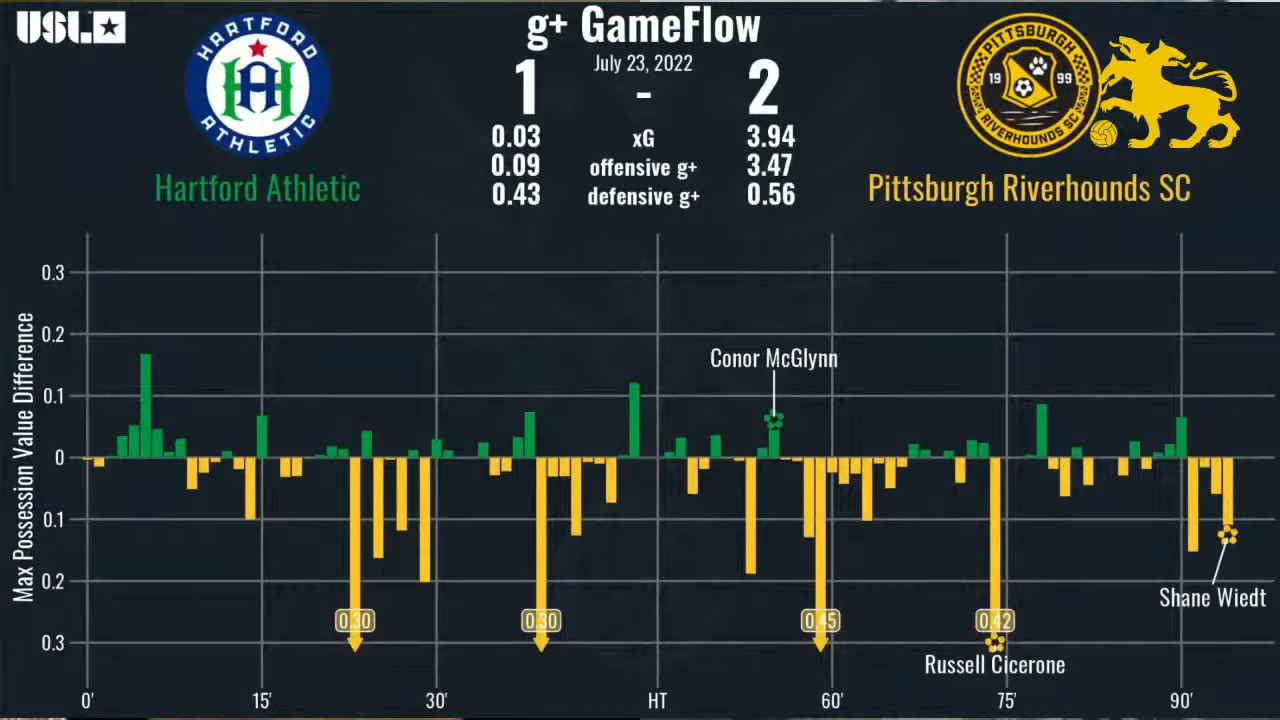 USL
g+ GameFlow
July 23, 2022
1 - 2
0.03 xG 3.94
0.09 offensive g+ 3.47
0.43 defensive g+ 0.56
HARTFORD
ATHLETIC
Hartford Athletic
PITTSBURGH
19 99
RIVERHOUNDS SC
Pittsburgh Riverhounds SC
Max Possession Value Difference
0.3
0.2
0.1
0
0.1
0.2
0.3
Conor McGlynn
Shane Wiedt
0.30 0.30 0.45 0.42
Russell Cicerone
0' 15' 30' HT 60' 75' 90'